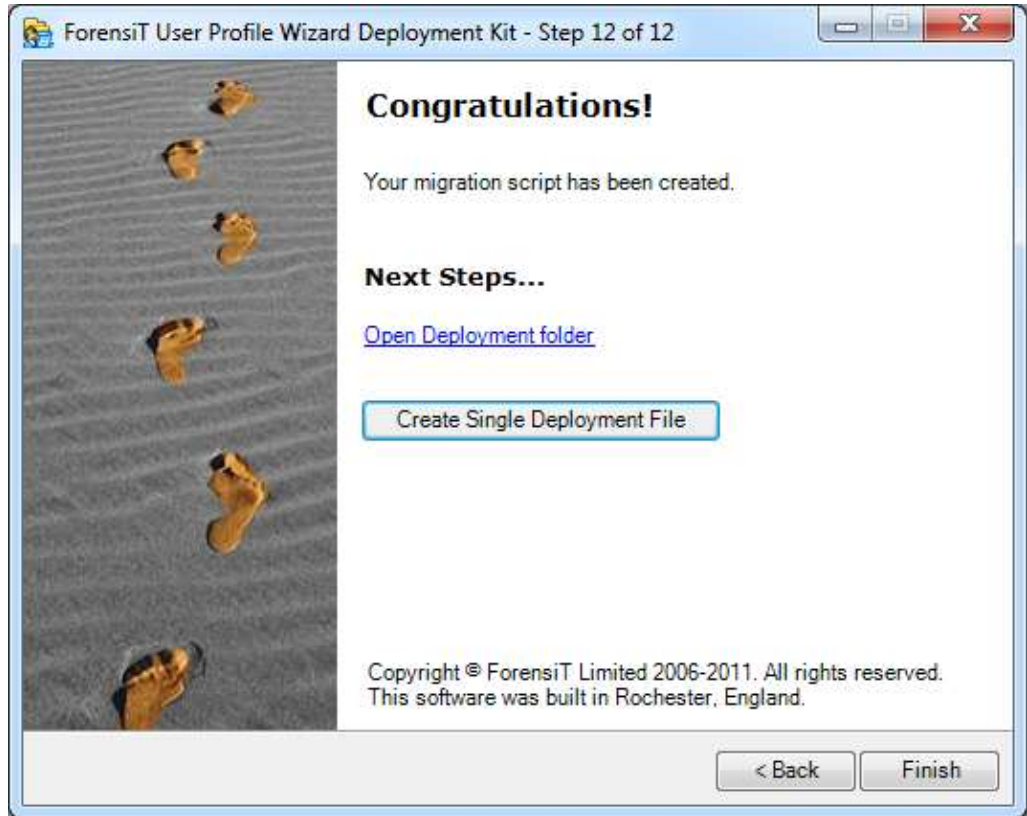 ForensiT User Profile Wizard Deployment Kit - Step 12 of 12
Congratulations!
Your migration script has been created.
Next Steps...
Open Deployment folder
Create Single Deployment File
Copyright © ForensiT Limited 2006-2011. All rights reserved.
This software was built in Rochester, England.
< Back
Finish